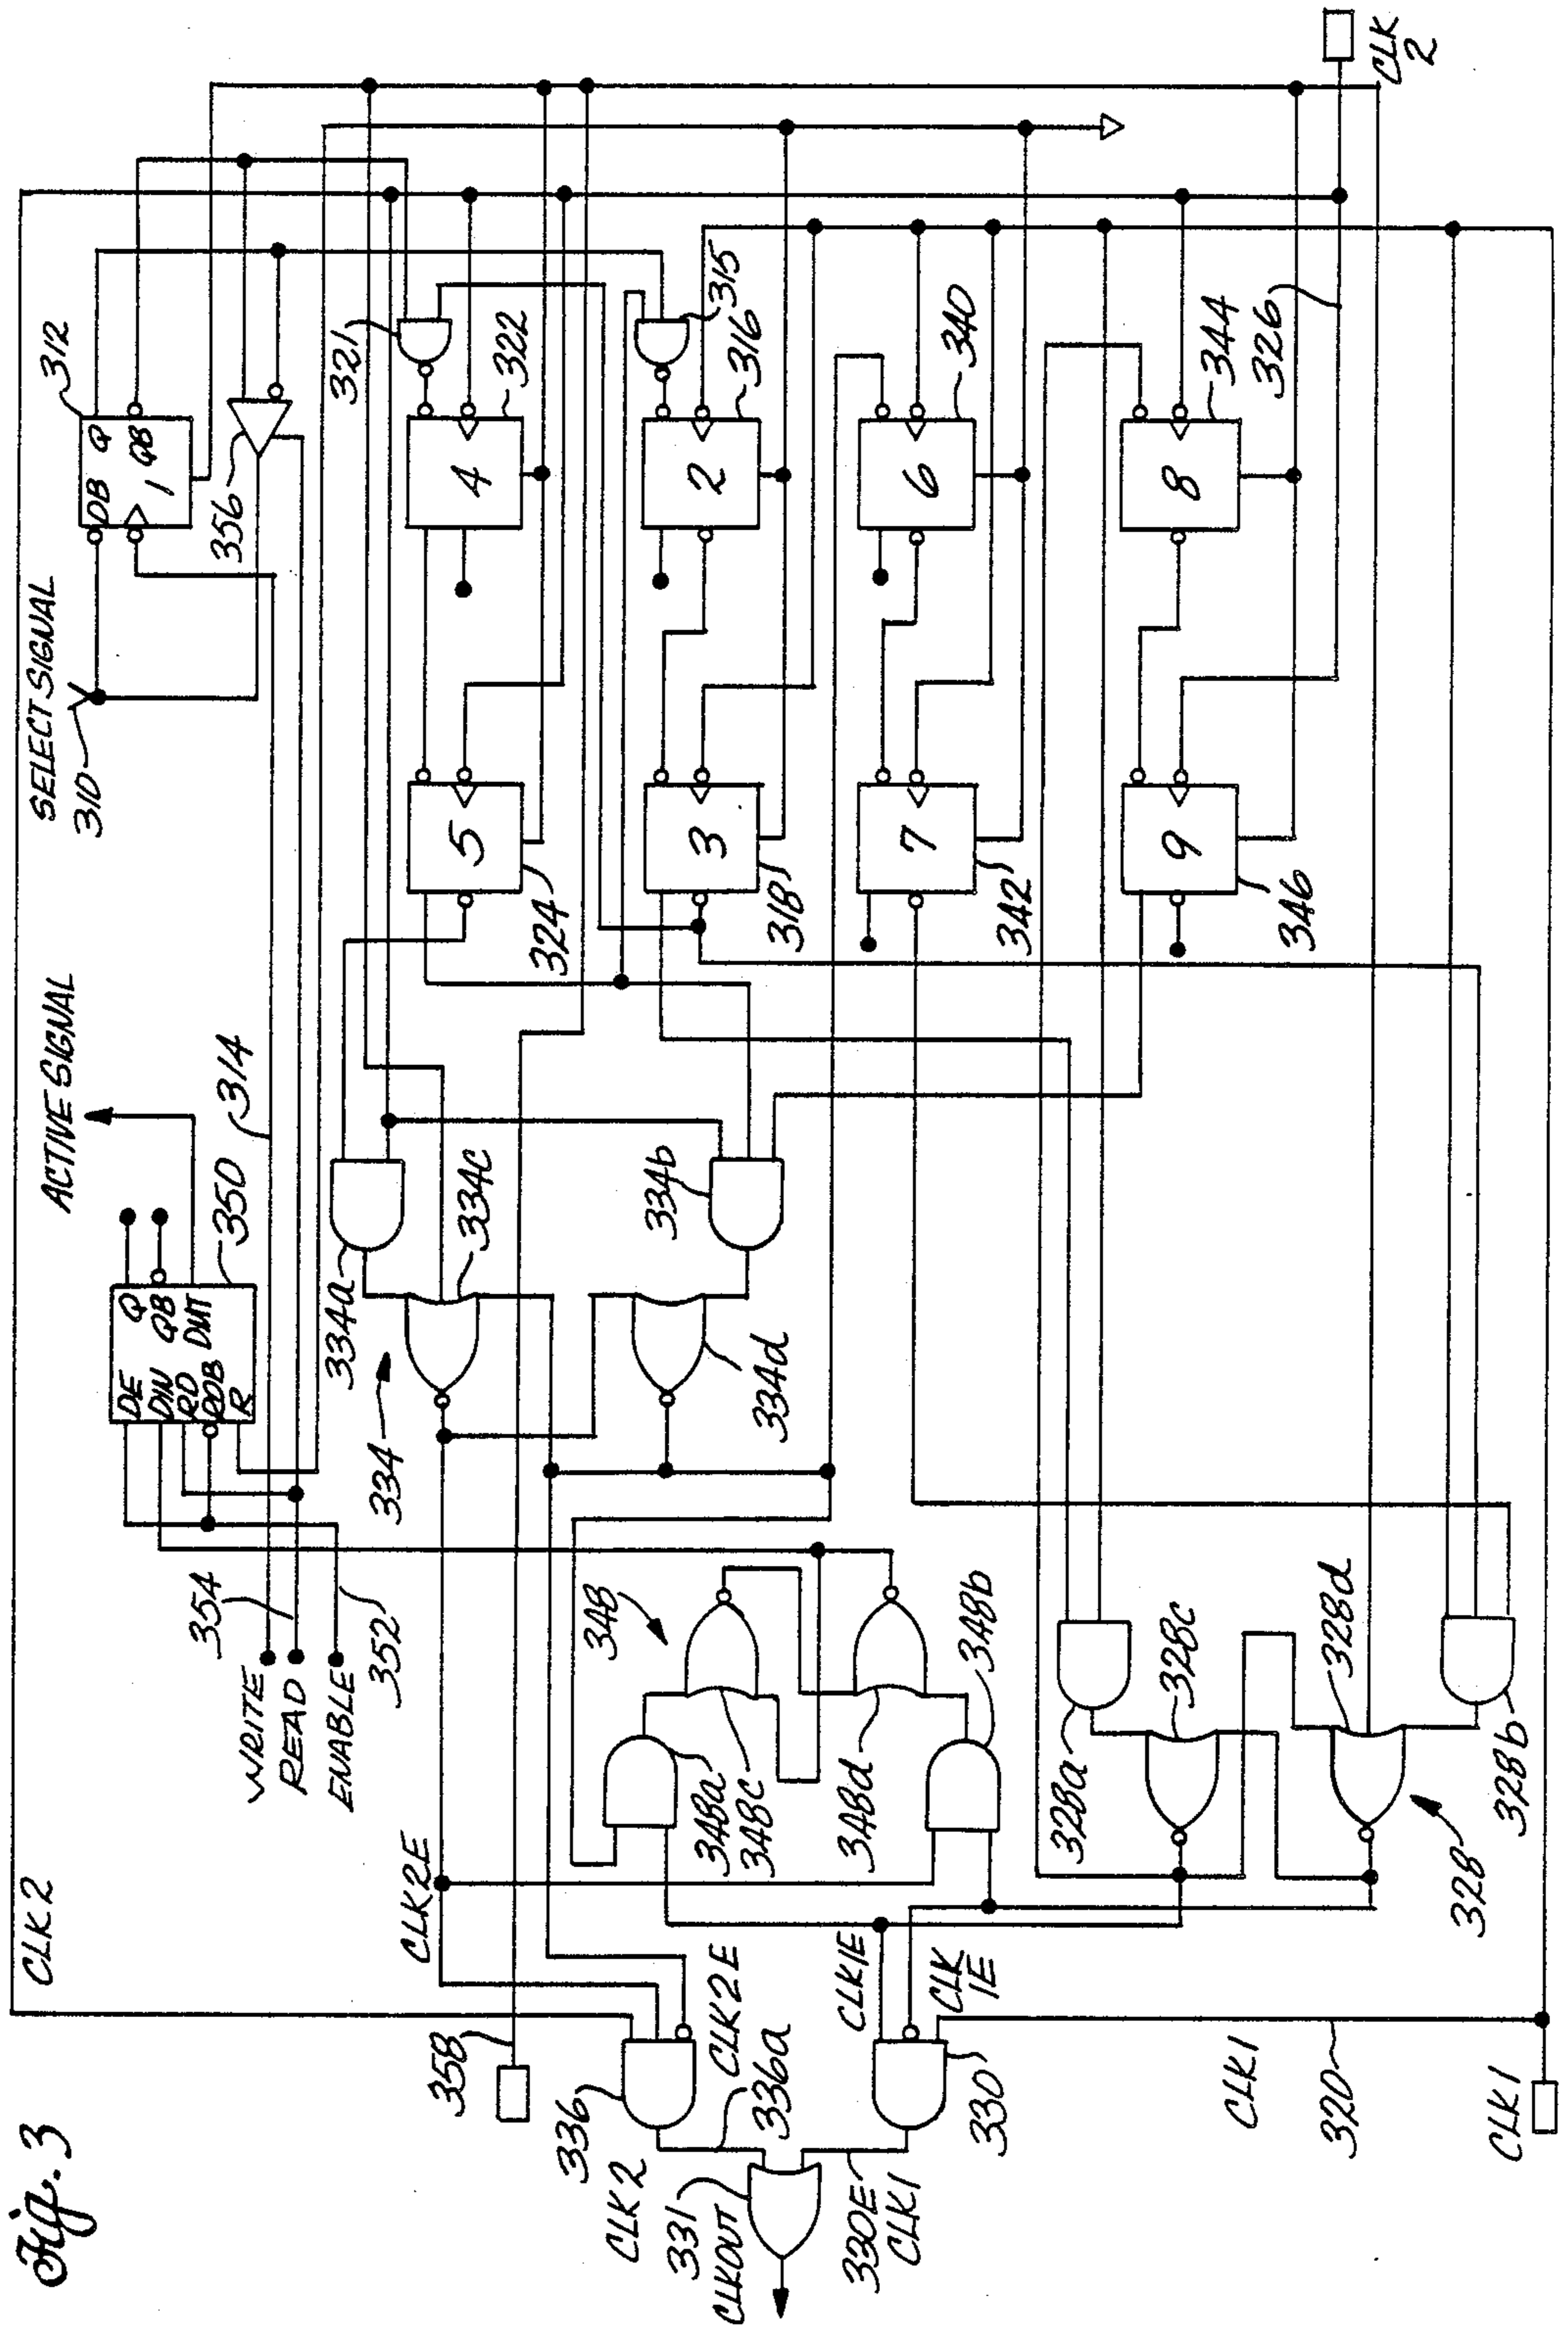 Fig. 3
CLK2
SELECT SIGNAL
310
312
DB Q
1 QB
356
ACTIVE SIGNAL
314
350
DE Q
DIN QB
RD DMT
RDB
R
354
WRITE
READ
ENABLE
352
321
4
322
5
324
315
2
316
3
318
6
340
7
342
8
344
9
346
326
CLK
2
334a
334c
334b
334d
334
348
348a
348c
348d
348b
328a
328c
328d
328b
328
CLK2E
358
336
336a
CLK2E
CLK1E
CLK
1E
CLK2
331
CLKOUT
330E
CLK1
330
CLK1
320
CLK1